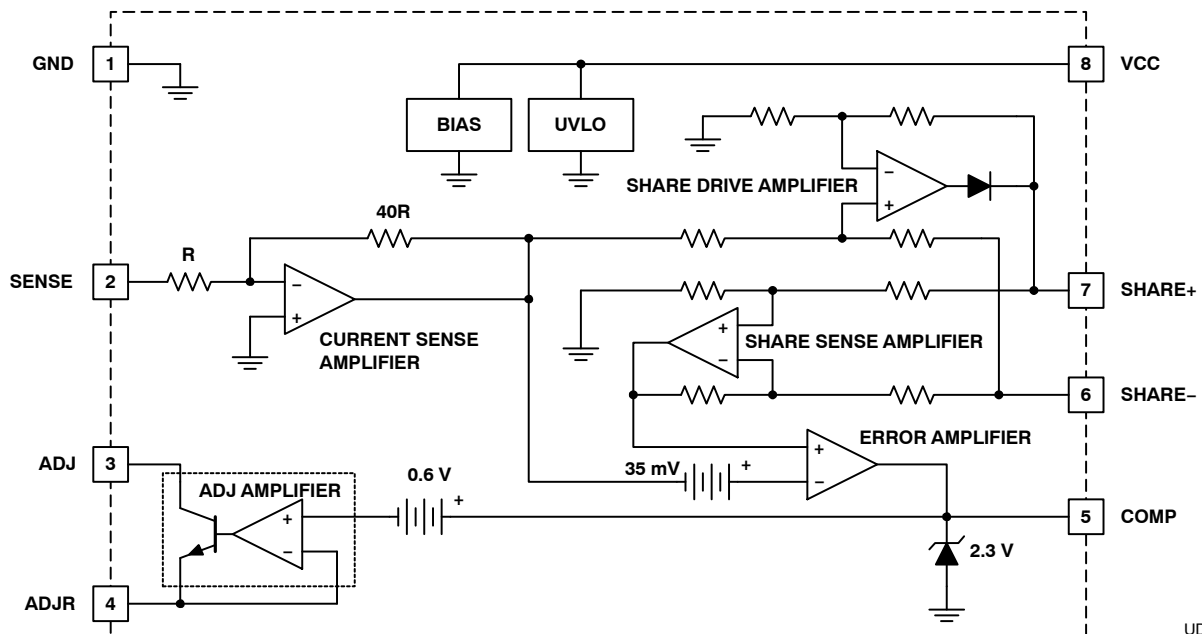 GND 1
8 VCC
BIAS UVLO
SHARE DRIVE AMPLIFIER
−
+
40R
R
SENSE 2
−
+
CURRENT SENSE
AMPLIFIER
7 SHARE+
+
−
SHARE SENSE AMPLIFIER
6 SHARE−
ERROR AMPLIFIER
+
−
35 mV +
ADJ 3
ADJ AMPLIFIER
+
−
0.6 V
+
5 COMP
2.3 V
ADJR 4
UD